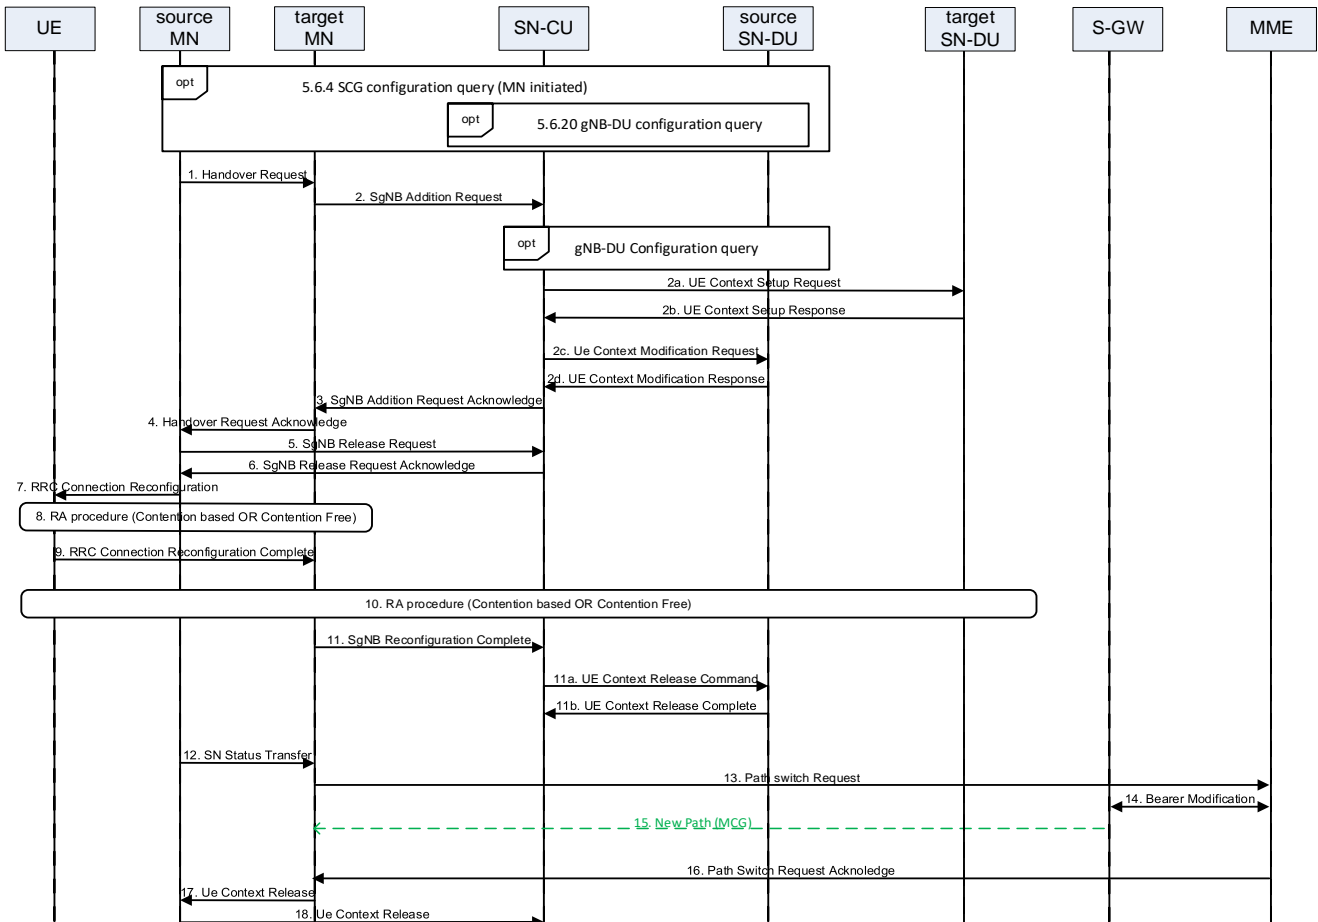 UE
source
MN
target
MN
SN-CU
source
SN-DU
target
SN-DU
S-GW
MME
opt
5.6.4 SCG configuration query (MN initiated)
opt
5.6.20 gNB-DU configuration query
1. Handover Request
2. SgNB Addition Request
opt
gNB-DU Configuration query
2a. UE Context Setup Request
2b. UE Context Setup Response
2c. Ue Context Modification Request
2d. UE Context Modification Response
3. SgNB Addition Request Acknowledge
4. Handover Request Acknowledge
5. SgNB Release Request
6. SgNB Release Request Acknowledge
7. RRC Connection Reconfiguration
8. RA procedure (Contention based OR Contention Free)
9. RRC Connection Reconfiguration Complete
10. RA procedure (Contention based OR Contention Free)
11. SgNB Reconfiguration Complete
11a. UE Context Release Command
11b. UE Context Release Complete
12. SN Status Transfer
13. Path switch Request
14. Bearer Modification
15. New Path (MCG)
16. Path Switch Request Acknoledge
17. Ue Context Release
18. Ue Context Release